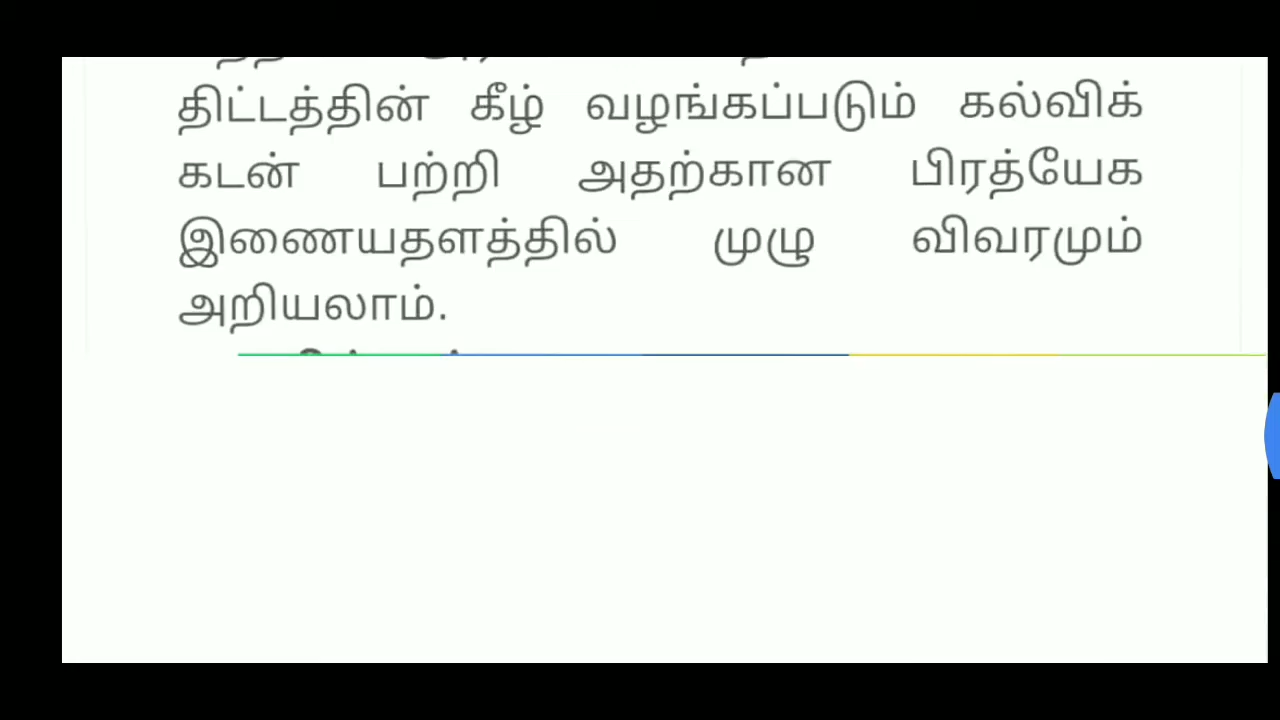 திட்டத்தின் கீழ் வழங்கப்படும் கல்விக்
கடன் பற்றி அதற்கான பிரத்யேக
இணையதளத்தில் முழு விவரமும்
அறியலாம்.